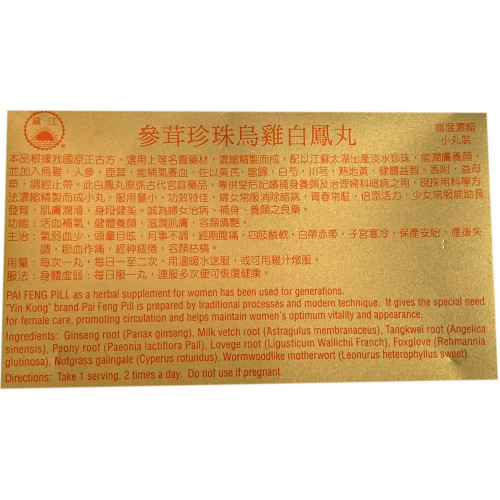 參茸珍珠烏雞白鳳丸
高度濃縮
小丸裝
本品根據我國原正古方，選用上等名貴藥材，濃縮精製而成，配以江蘇太湖出產淡水珍珠，能潤膚養顏，
並加入烏雞，人參，鹿茸，能補氣養血，佐以黃芪，當歸，白芍，川芎，熟地黃，健體益智，香附，益母
草，調經止帶，此白鳳丸原係古代宮庭藥品，專供皇后妃嬪補身養顏及治理婦科暗病之用，現採用科學方
法濃縮精製而成小丸，服用量小，功效特佳，婦女常服消除暗病，青春常駐，倍添活力，少女常服能助長
發育，肌膚潤滑，身段健美，誠為婦女治病，補身，養顏之良藥。
功能：活血補氣，健體養顏，滋潤肌膚，容顏嬌艷。
主治：氣弱血少，頭暈目眩，月事不調，經期腹痛，四肢酸軟，白帶赤帶，子宮寒冷，保產安胎，產後失
調，瘀血作痛，經神疲倦，容顏枯槁。
用量：每次一丸，每日一至二次，用溫暖水送服，或可用雞汁燉服。
服法：身體虛弱：每日服一丸，連服多次便可恢復健康。
PAI FENG PILL as a herbal supplement for women has been used for generations.
"Yin Kong" brand Pai Feng Pill is prepared by traditional processes and modern technique. It gives the special need
for female care, promoting circulation and helps maintain women's optimum vitality and appearance.
Ingredients: Ginseng root (Panax ginseng), Milk vetch root (Astragulus membranaceus), Tangkwei root (Angelica
sinensis), Peony root (Paeonia lactiflora Pall), Lovege root (Ligusticum Wallichii Franch), Foxglove (Rehmannia
glutinosa), Nutgrass galingale (Cyperus rotundus), Wormwoodlike motherwort (Leonurus heterophyllus sweet).
Directions: Take 1 serving, 2 times a day. Do not use if pregnant.